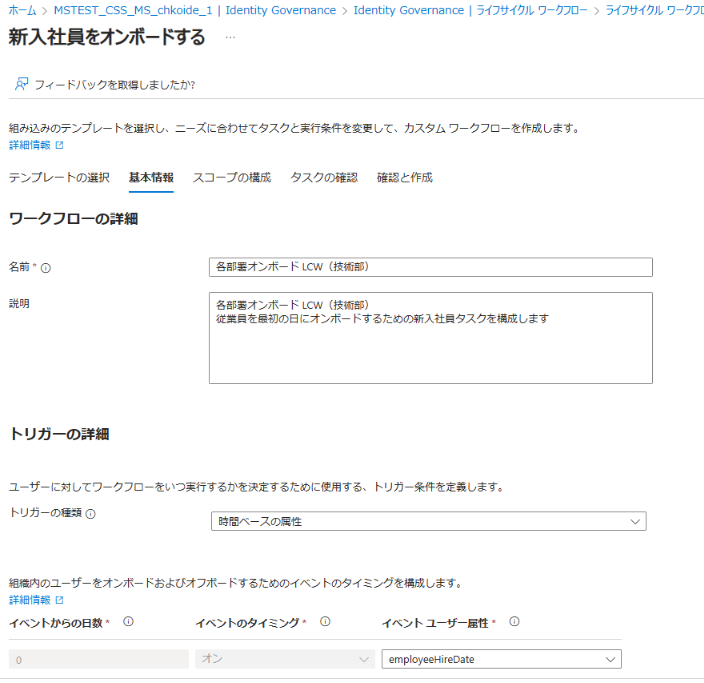 ホーム > MSTEST_CSS_MS_chkoide_1 | Identity Governance > Identity Governance | ライフサイクル ワークフロー > ライフサイクル ワークフロ
新入社員をオンボードする ...
フィードバックを取得しましたか?
組み込みのテンプレートを選択し、ニーズに合わせてタスクと実行条件を変更して、カスタム ワークフローを作成します。
詳細情報
テンプレートの選択 基本情報 スコープの構成 タスクの確認 確認と作成
ワークフローの詳細
名前 * 各部署オンボード LCW（技術部）
説明 各部署オンボード LCW（技術部）
従業員を最初の日にオンボードするための新入社員タスクを構成します
トリガーの詳細
ユーザーに対してワークフローをいつ実行するかを決定するために使用する、トリガー条件を定義します。
トリガーの種類 時間ベースの属性
組織内のユーザーをオンボードおよびオフボードするためのイベントのタイミングを構成します。
詳細情報
イベントからの日数 * イベントのタイミング * イベント ユーザー属性 *
0 オン employeeHireDate